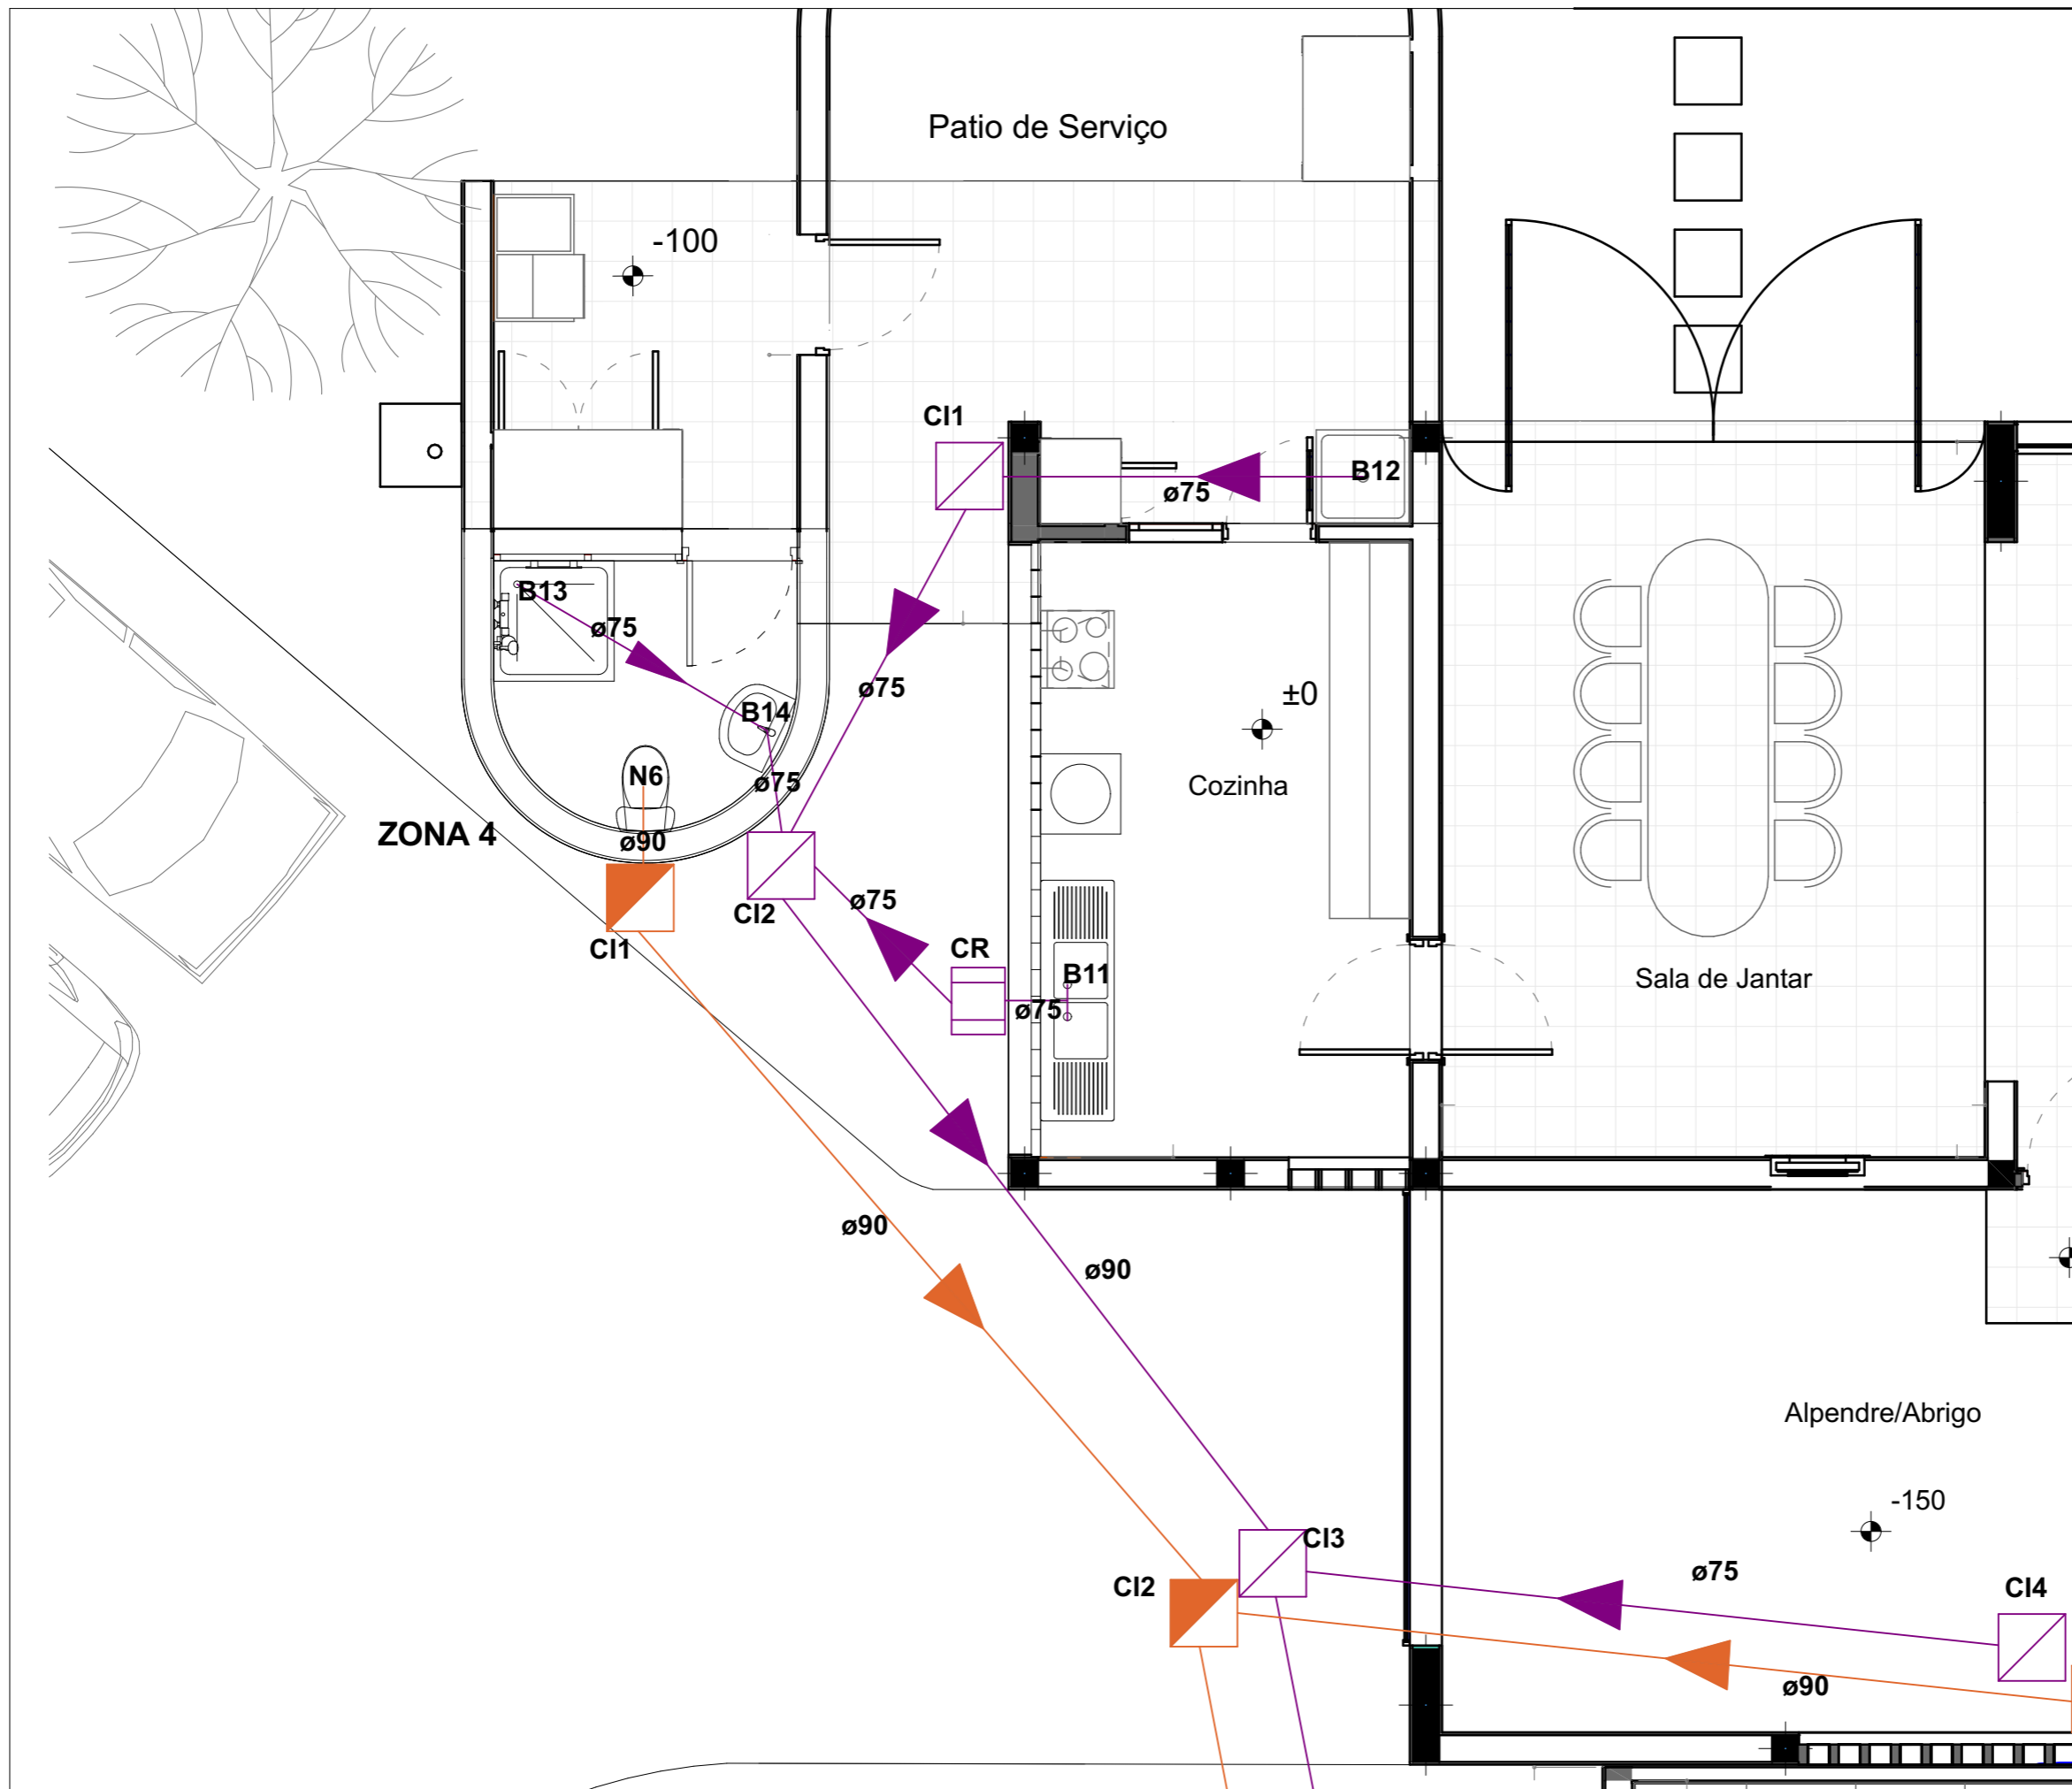 Patio de Serviço
-100
CI1
B12
ø75
B13
ø75
ø75
±0
B14
N6
ø75
Cozinha
ZONA 4
ø90
ø75
CI2
CI1
CR
B11
Sala de Jantar
ø75
ø90
ø90
Alpendre/Abrigo
-150
CI3
ø75
CI2
CI4
ø90